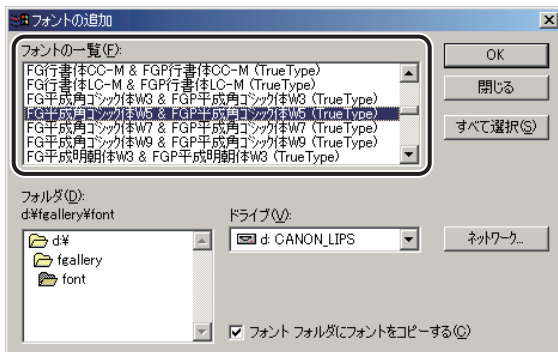 フォントの追加
フォントの一覧(F):
FG行書体CC-M & FGP行書体CC-M (TrueType)
FG行書体LC-M & FGP行書体LC-M (TrueType)
FG平成角ゴシック体W3 & FGP平成角ゴシック体W3 (TrueType)
FG平成角ゴシック体W5 & FGP平成角ゴシック体W5 (TrueType)
FG平成角ゴシック体W7 & FGP平成角ゴシック体W7 (TrueType)
FG平成角ゴシック体W9 & FGP平成角ゴシック体W9 (TrueType)
FG平成明朝体W3 & FGP平成明朝体W3 (TrueType)
OK
閉じる
すべて選択(S)
フォルダ(D):
d:¥fgallery¥font
d:¥
fgallery
font
ドライブ(V):
d: CANON_LIPS
ネットワーク...
フォント フォルダにフォントをコピーする(C)